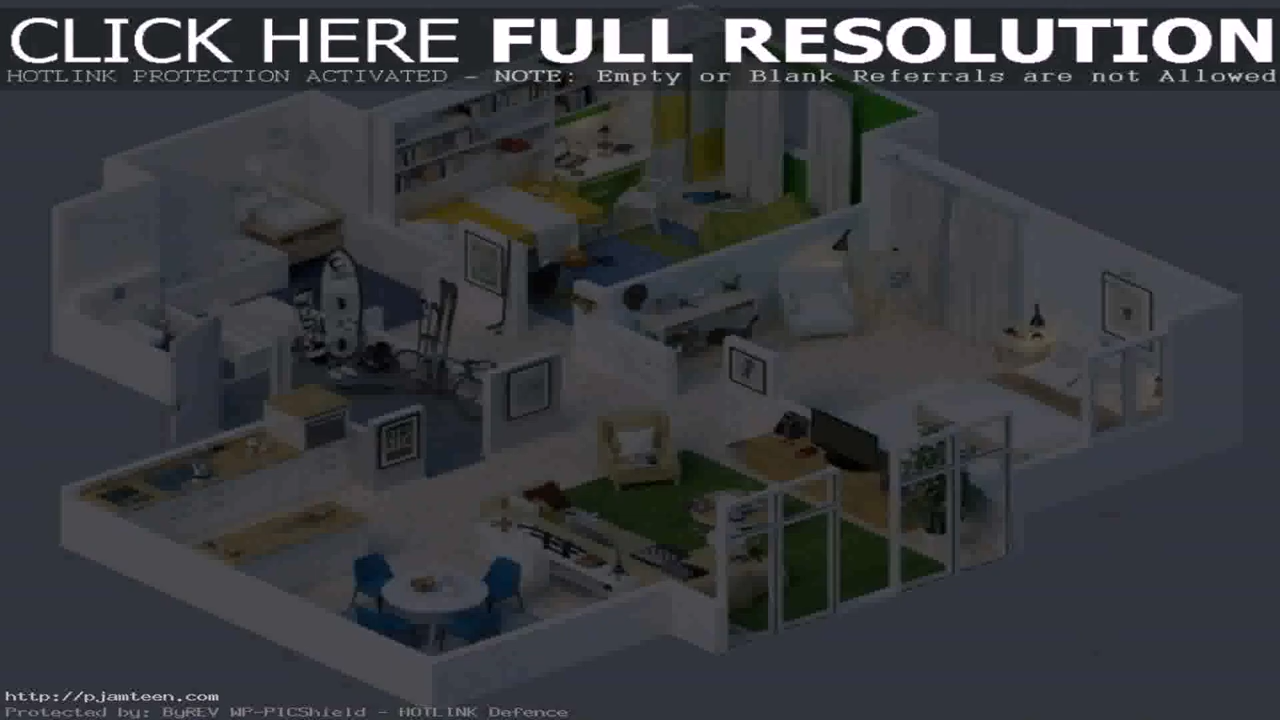 CLICK HERE FULL RESOLUTION
HOTLINK PROTECTION ACTIVATED - NOTE: Empty or Blank Referrals are not Allowed
http://pjamteen.com
Protected by: ByREV WP-PICShield - HOTLINK Defence